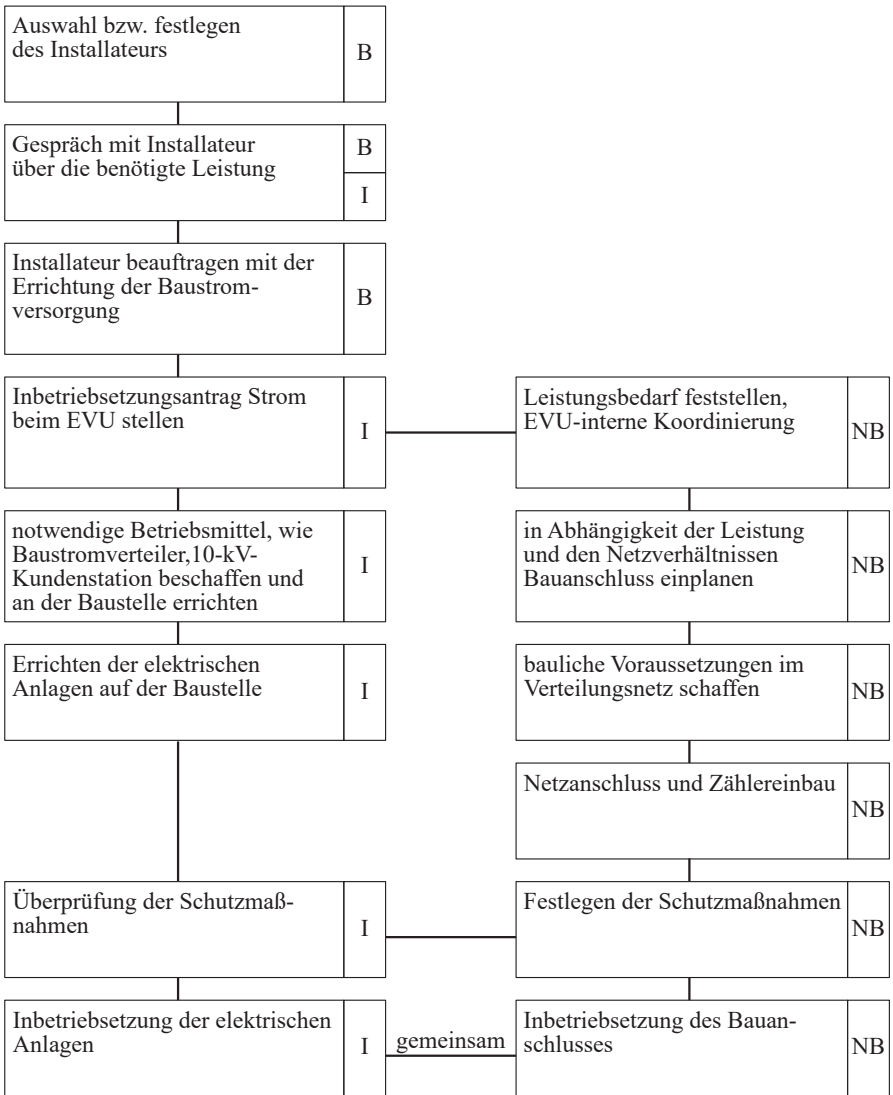 Auswahl bzw. festlegen
des Installateurs
B
Gespräch mit Installateur
über die benötigte Leistung
B
I
Installateur beauftragen mit der
Errichtung der Baustrom-
versorgung
B
Inbetriebsetzungsantrag Strom
beim EVU stellen
I
Leistungsbedarf feststellen,
EVU-interne Koordinierung
NB
notwendige Betriebsmittel, wie
Baustromverteiler,10-kV-
Kundenstation beschaffen und
an der Baustelle errichten
I
in Abhängigkeit der Leistung
und den Netzverhältnissen
Bauanschluss einplanen
NB
Errichten der elektrischen
Anlagen auf der Baustelle
I
bauliche Voraussetzungen im
Verteilungsnetz schaffen
NB
Netzanschluss und Zählereinbau
NB
Überprüfung der Schutzmaß-
nahmen
I
Festlegen der Schutzmaßnahmen
NB
Inbetriebsetzung der elektrischen
Anlagen
I
gemeinsam
Inbetriebsetzung des Bauan-
schlusses
NB